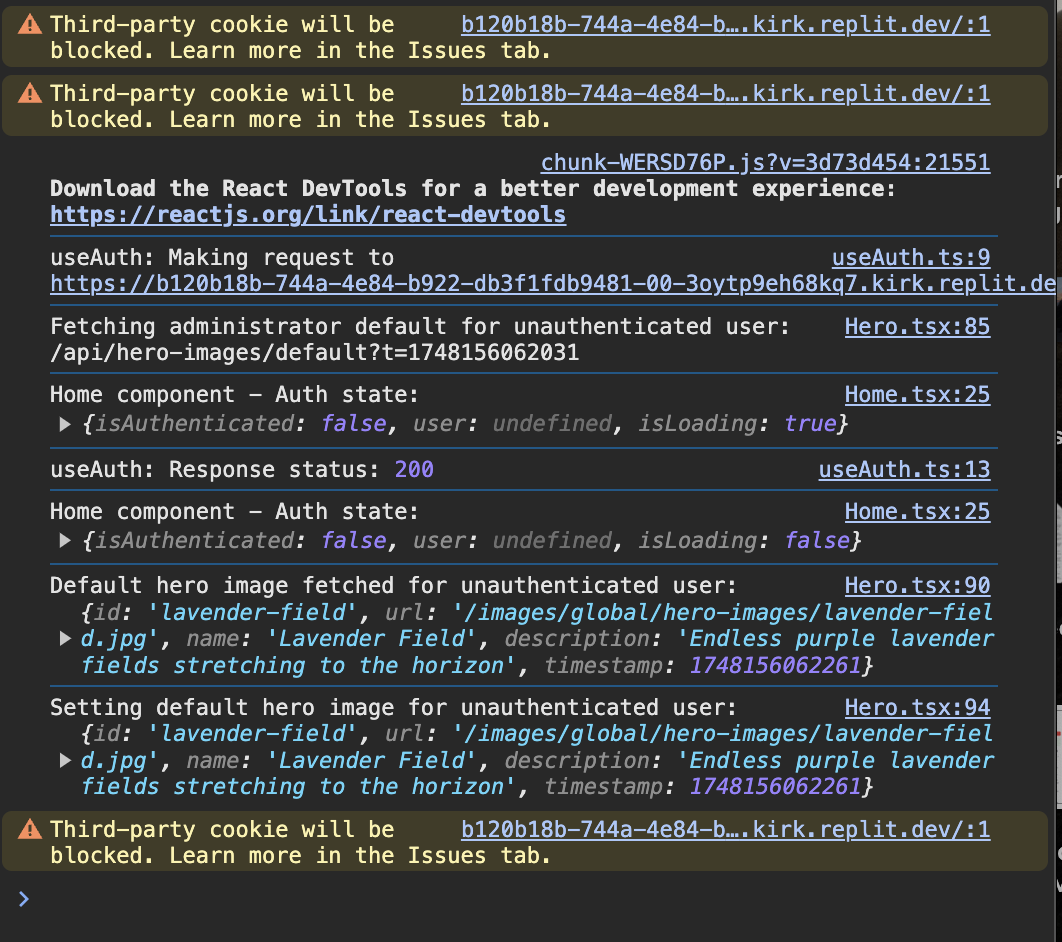 Third-party cookie will be b120b18b-744a-4e84-b….kirk.replit.dev/:1
blocked. Learn more in the Issues tab.
Third-party cookie will be b120b18b-744a-4e84-b….kirk.replit.dev/:1
blocked. Learn more in the Issues tab.
chunk-WERSD76P.js?v=3d73d454:21551
Download the React DevTools for a better development experience:
https://reactjs.org/link/react-devtools
useAuth: Making request to useAuth.ts:9
https://b120b18b-744a-4e84-b922-db3f1fdb9481-00-3oytp9eh68kq7.kirk.replit.de
Fetching administrator default for unauthenticated user: Hero.tsx:85
/api/hero-images/default?t=1748156062031
Home component – Auth state: Home.tsx:25
{isAuthenticated: false, user: undefined, isLoading: true}
useAuth: Response status: 200 useAuth.ts:13
Home component – Auth state: Home.tsx:25
{isAuthenticated: false, user: undefined, isLoading: false}
Default hero image fetched for unauthenticated user: Hero.tsx:90
{id: 'lavender-field', url: '/images/global/hero-images/lavender-fiel
d.jpg', name: 'Lavender Field', description: 'Endless purple lavender
fields stretching to the horizon', timestamp: 1748156062261}
Setting default hero image for unauthenticated user: Hero.tsx:94
{id: 'lavender-field', url: '/images/global/hero-images/lavender-fiel
d.jpg', name: 'Lavender Field', description: 'Endless purple lavender
fields stretching to the horizon', timestamp: 1748156062261}
Third-party cookie will be b120b18b-744a-4e84-b….kirk.replit.dev/:1
blocked. Learn more in the Issues tab.